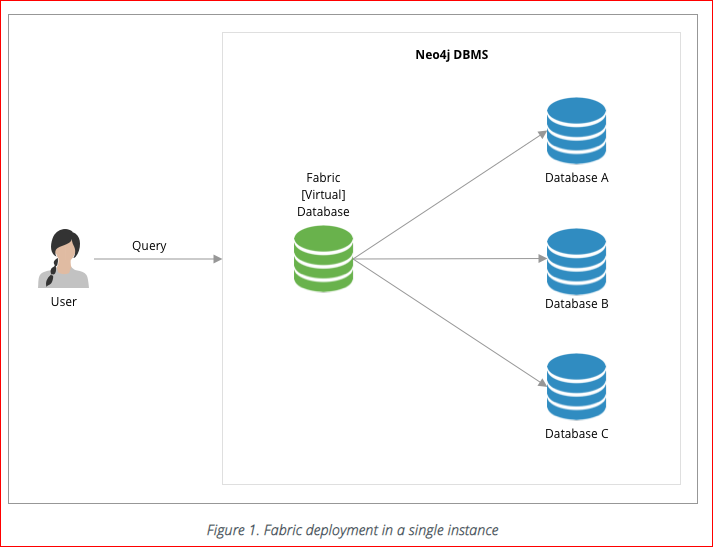 Neo4j DBMS
Fabric
[Virtual]
Database
Query
User
Database A
Database B
Database C
Figure 1. Fabric deployment in a single instance